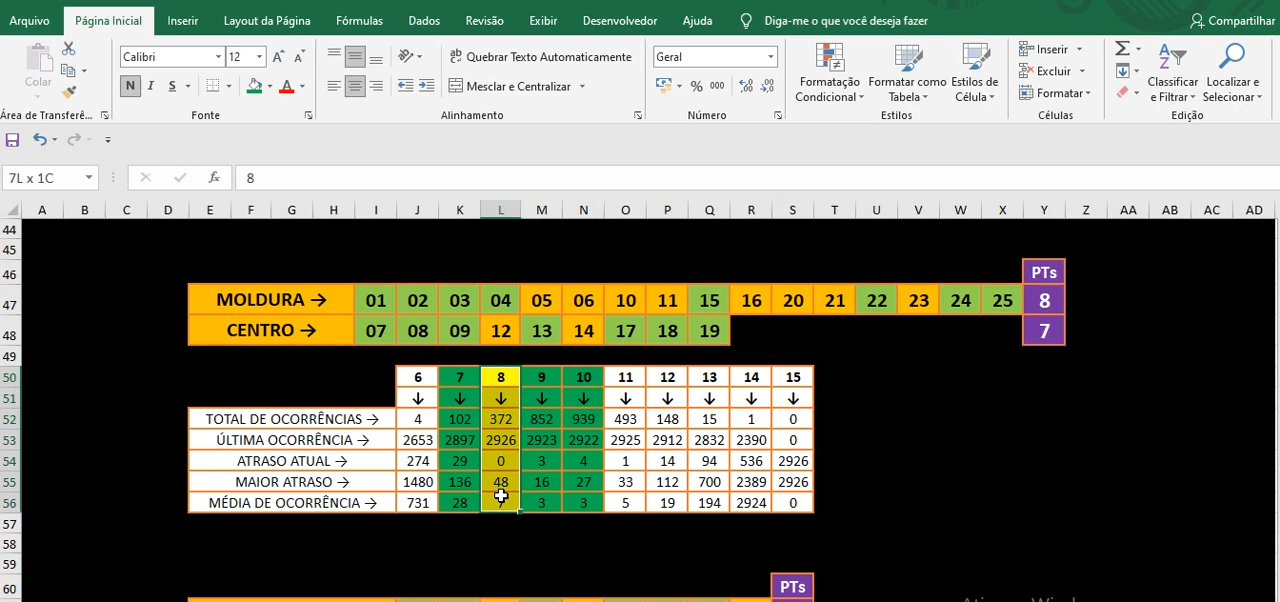 Arquivo Página Inicial Inserir Layout da Página Fórmulas Dados Revisão Exibir Desenvolvedor Ajuda Diga-me o que você deseja fazer Compartilhar
Colar
Calibri 12
N I S
Área de Transferê...
Fonte
Quebrar Texto Automaticamente
Mesclar e Centralizar
Alinhamento
Geral
% 000
Número
Formatação Condicional
Formatar como Tabela
Estilos de Célula
Estilos
Inserir
Excluir
Formatar
Células
Classificar e Filtrar
Localizar e Selecionar
Edição
7L x 1C fx 8
A B C D E F G H I J K L M N O P Q R S T U V W X Y Z AA AB AC AD
44
45
46 PTs
47 MOLDURA → 01 02 03 04 05 06 10 11 15 16 20 21 22 23 24 25 8
48 CENTRO → 07 08 09 12 13 14 17 18 19 7
49
50 6 7 8 9 10 11 12 13 14 15
51 ↓ ↓ ↓ ↓ ↓ ↓ ↓ ↓ ↓ ↓
52 TOTAL DE OCORRÊNCIAS → 4 102 372 852 939 493 148 15 1 0
53 ÚLTIMA OCORRÊNCIA → 2653 2897 2926 2923 2922 2925 2912 2832 2390 0
54 ATRASO ATUAL → 274 29 0 3 4 1 14 94 536 2926
55 MAIOR ATRASO → 1480 136 48 16 27 33 112 700 2389 2926
56 MÉDIA DE OCORRÊNCIA → 731 28 7 3 3 5 19 194 2924 0
57
58
59
60 PTs